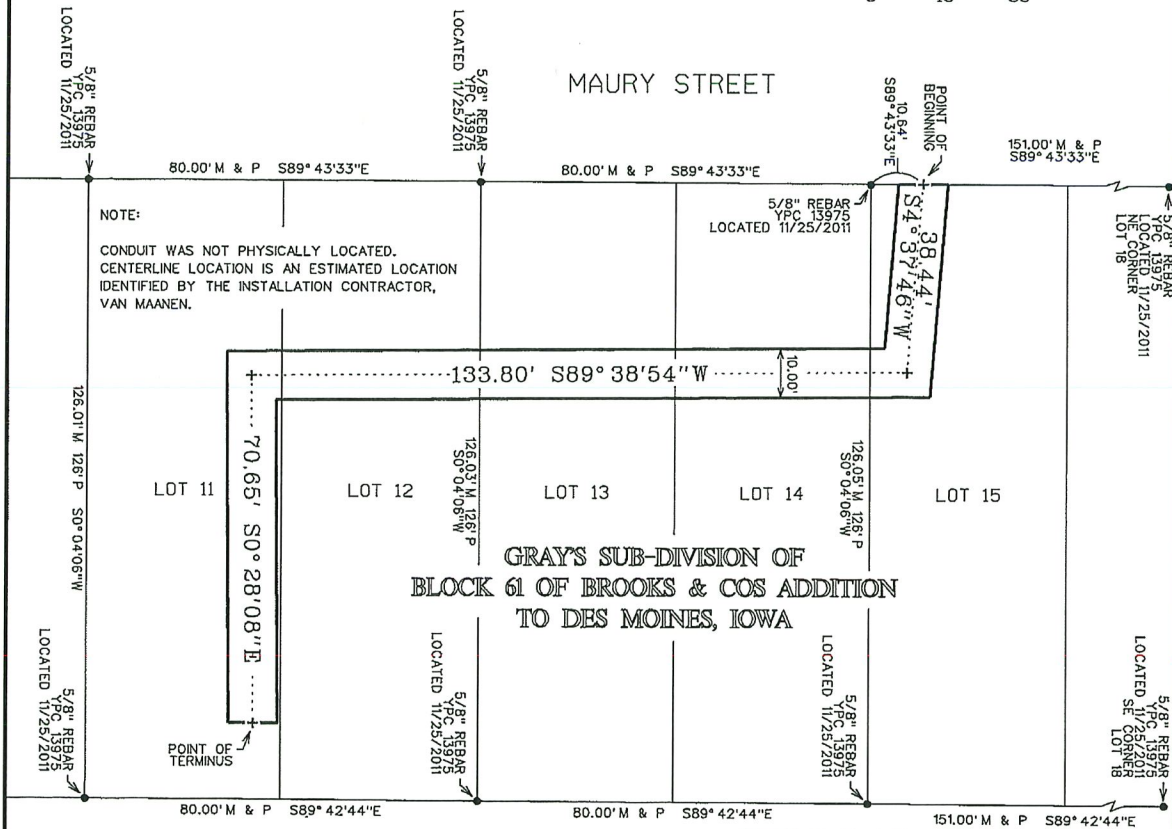 MAURY STREET
5/8" REBAR
YPC 13975
LOCATED 11/25/2011
5/8" REBAR
YPC 13975
LOCATED 11/25/2011
POINT OF
BEGINNING
10.64'
S89°43'33"E
151.00' M & P
S89°43'33"E
80.00' M & P S89°43'33"E
80.00' M & P S89°43'33"E
5/8" REBAR
YPC 13975
LOCATED 11/25/2011
5/8" REBAR
YPC 13975
LOCATED 11/25/2011
NE CORNER
LOT 18
NOTE:
CONDUIT WAS NOT PHYSICALLY LOCATED.
CENTERLINE LOCATION IS AN ESTIMATED LOCATION
IDENTIFIED BY THE INSTALLATION CONTRACTOR,
VAN MAANEN.
38.44'
S4°37'46"W
133.80' S89°38'54"W
10.00'
126.01' M 126' P S0°04'06"W
70.65' S0°28'08"E
126.03' M 126' P
S0°04'06"W
126.05' M 126' P
S0°04'06"W
LOT 11
LOT 12
LOT 13
LOT 14
LOT 15
GRAY'S SUB-DIVISION OF
BLOCK 61 OF BROOKS & COS ADDITION
TO DES MOINES, IOWA
5/8" REBAR
YPC 13975
LOCATED 11/25/2011
POINT OF
TERMINUS
5/8" REBAR
YPC 13975
LOCATED 11/25/2011
5/8" REBAR
YPC 13975
LOCATED 11/25/2011
5/8" REBAR
YPC 13975
LOCATED 11/25/2011
SE CORNER
LOT 18
80.00' M & P S89°42'44"E
80.00' M & P S89°42'44"E
151.00' M & P S89°42'44"E